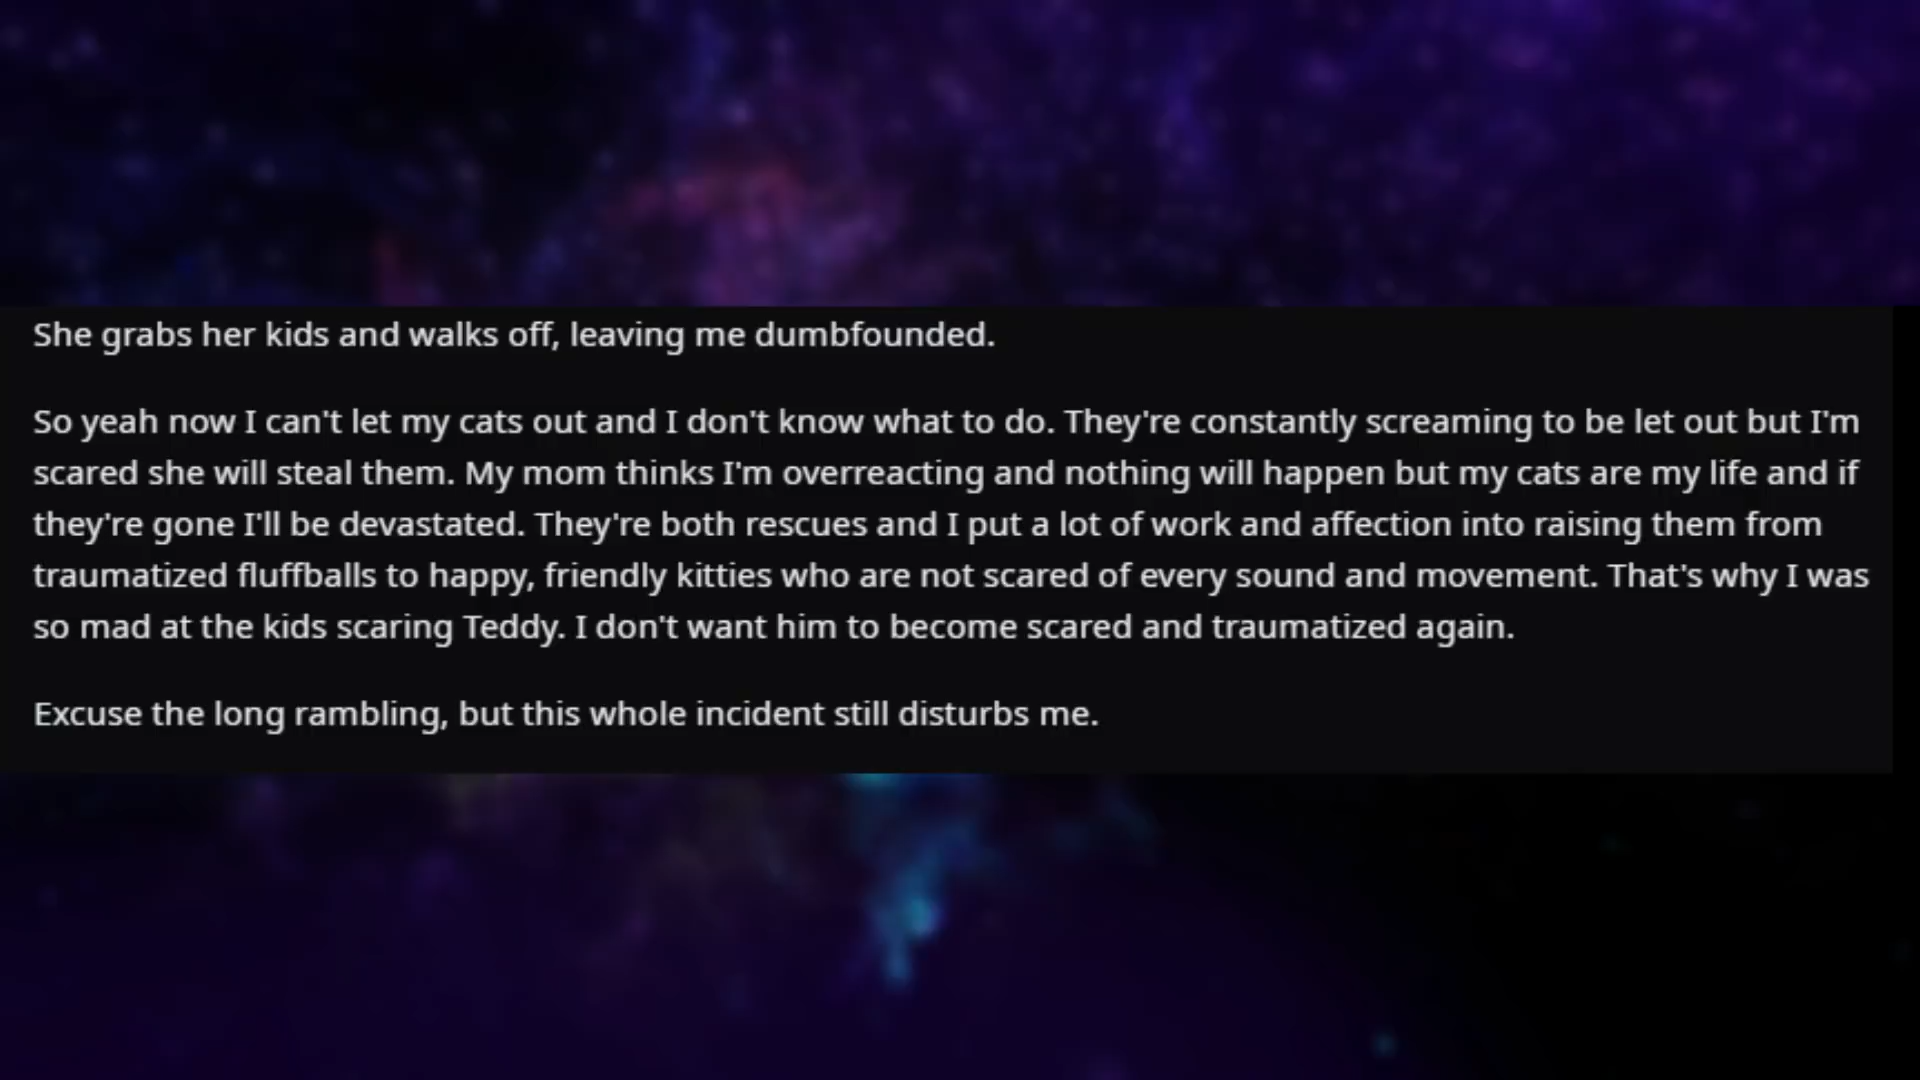 She grabs her kids and walks off, leaving me dumbfounded.
So yeah now I can't let my cats out and I don't know what to do. They're constantly screaming to be let out but I'm
scared she will steal them. My mom thinks I'm overreacting and nothing will happen but my cats are my life and if
they're gone I'll be devastated. They're both rescues and I put a lot of work and affection into raising them from
traumatized fluffballs to happy, friendly kitties who are not scared of every sound and movement. That's why I was
so mad at the kids scaring Teddy. I don't want him to become scared and traumatized again.
Excuse the long rambling, but this whole incident still disturbs me.